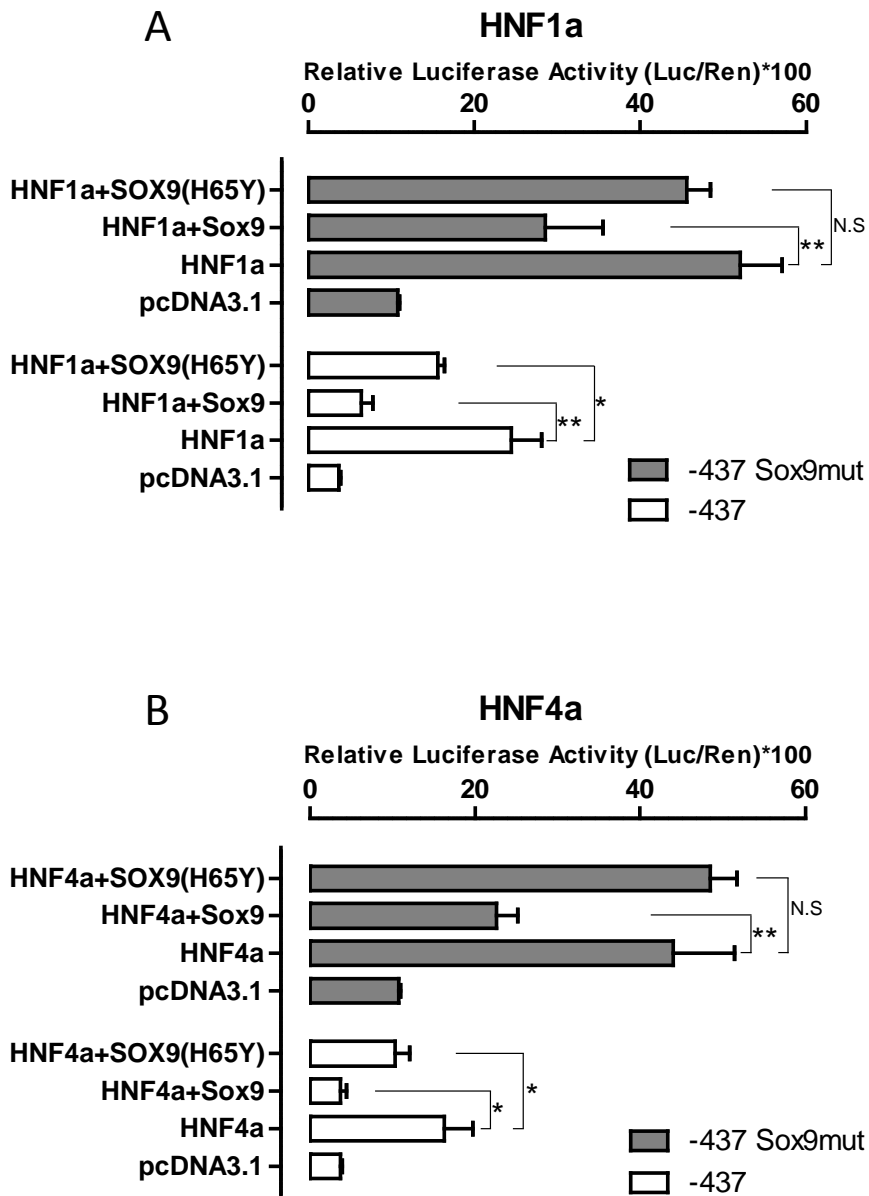 A
HNF1a
Relative Luciferase Activity (Luc/Ren)*100
0 20 40 60
HNF1a+SOX9(H65Y)
HNF1a+Sox9
N.S
**
HNF1a
pcDNA3.1
HNF1a+SOX9(H65Y)
HNF1a+Sox9
*
**
HNF1a
pcDNA3.1
-437 Sox9mut
-437
B
HNF4a
Relative Luciferase Activity (Luc/Ren)*100
0 20 40 60
HNF4a+SOX9(H65Y)
HNF4a+Sox9
N.S
**
HNF4a
pcDNA3.1
HNF4a+SOX9(H65Y)
HNF4a+Sox9
*
*
HNF4a
pcDNA3.1
-437 Sox9mut
-437